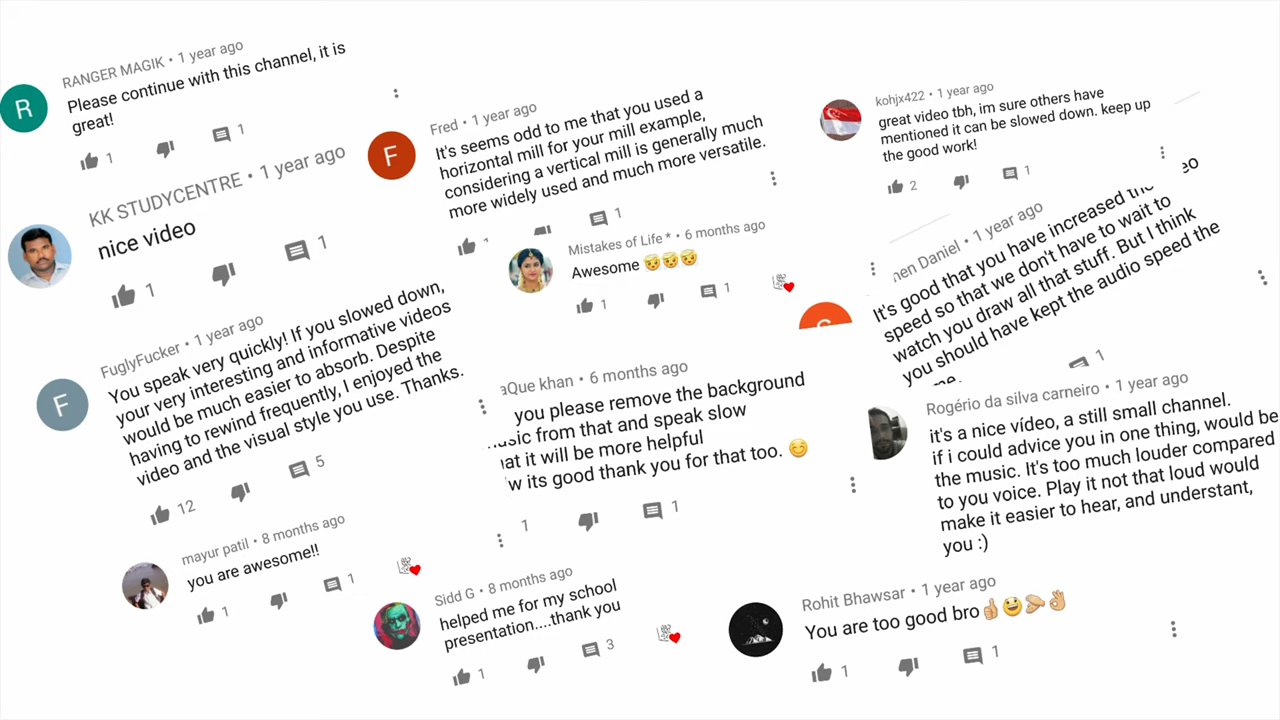 RANGER MAGIK • 1 year ago
Please continue with this channel, it is
great!
R
1
1
KK STUDYCENTRE • 1 year ago
nice video
1
1
FuglyFucker • 1 year ago
You speak very quickly! If you slowed down,
your very interesting and informative videos
would be much easier to absorb. Despite
having to rewind frequently, I enjoyed the
video and the visual style you use. Thanks.
F
12
5
mayur patil • 8 months ago
you are awesome!!
1
1
Fred • 1 year ago
It's seems odd to me that you used a
horizontal mill for your mill example,
considering a vertical mill is generally much
more widely used and much more versatile.
F
1
Mistakes of Life * • 6 months ago
Awesome 😇😇😇
1
1
aQue khan • 6 months ago
you please remove the background
from that and speak slow
it will be more helpful
its good thank you for that too. 😊
1
1
Sidd G • 8 months ago
helped me for my school
presentation....thank you
1
3
kohjx422 • 1 year ago
great video tbh, im sure others have
mentioned it can be slowed down. keep up
the good work!
2
1
Daniel • 1 year ago
It's good that you have increased the
speed so that we don't have to wait to
watch you draw all that stuff. But I think
you should have kept the audio speed the
1
Rogério da silva carneiro • 1 year ago
it's a nice vídeo, a still small channel.
if i could advice you in one thing, would be
the music. It's too much louder compared
to you voice. Play it not that loud would
make it easier to hear, and understant,
you :)
Rohit Bhawsar • 1 year ago
You are too good bro👍😃🫱👌
1
1